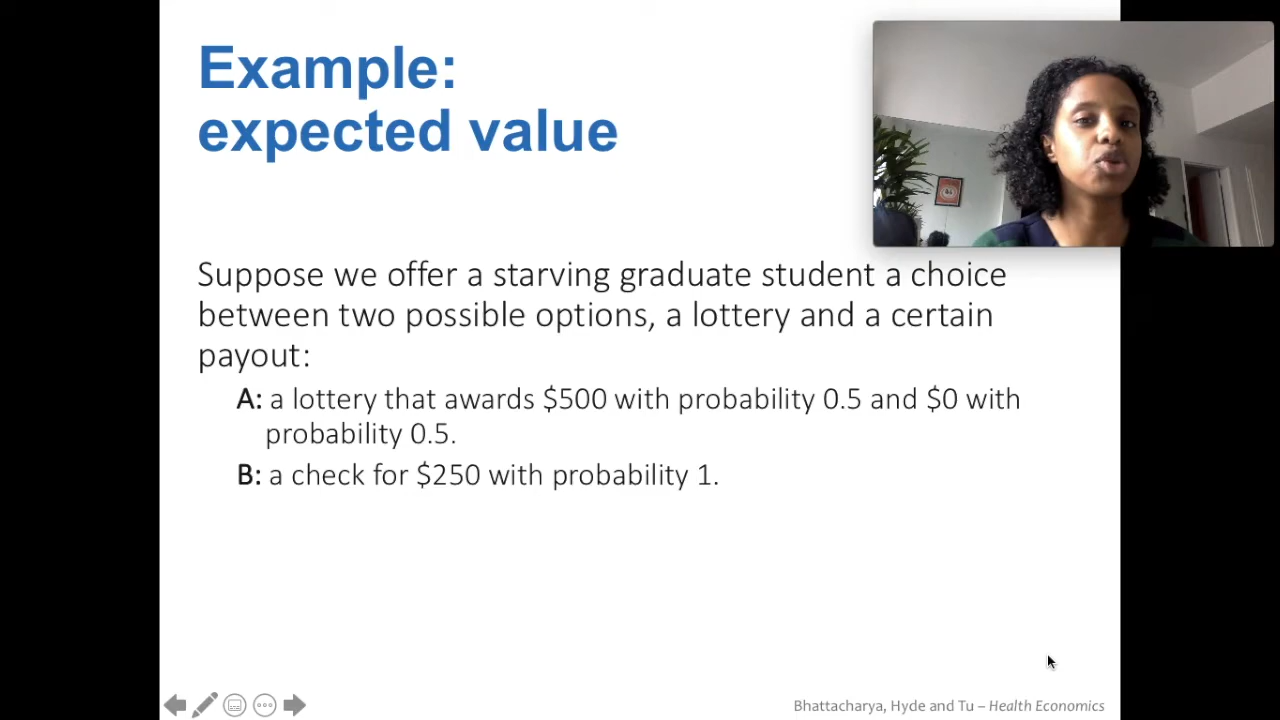 Example:
expected value
Suppose we offer a starving graduate student a choice
between two possible options, a lottery and a certain
payout:
A: a lottery that awards $500 with probability 0.5 and $0 with
probability 0.5.
B: a check for $250 with probability 1.
Bhattacharya, Hyde and Tu – Health Economics